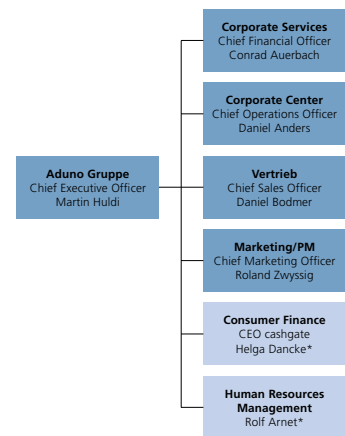 Corporate Services
Chief Financial Officer
Conrad Auerbach
Corporate Center
Chief Operations Officer
Daniel Anders
Aduno Gruppe
Chief Executive Officer
Martin Huldi
Vertrieb
Chief Sales Officer
Daniel Bodmer
Marketing/PM
Chief Marketing Officer
Roland Zwyssig
Consumer Finance
CEO cashgate
Helga Dancke*
Human Resources
Management
Rolf Arnet*